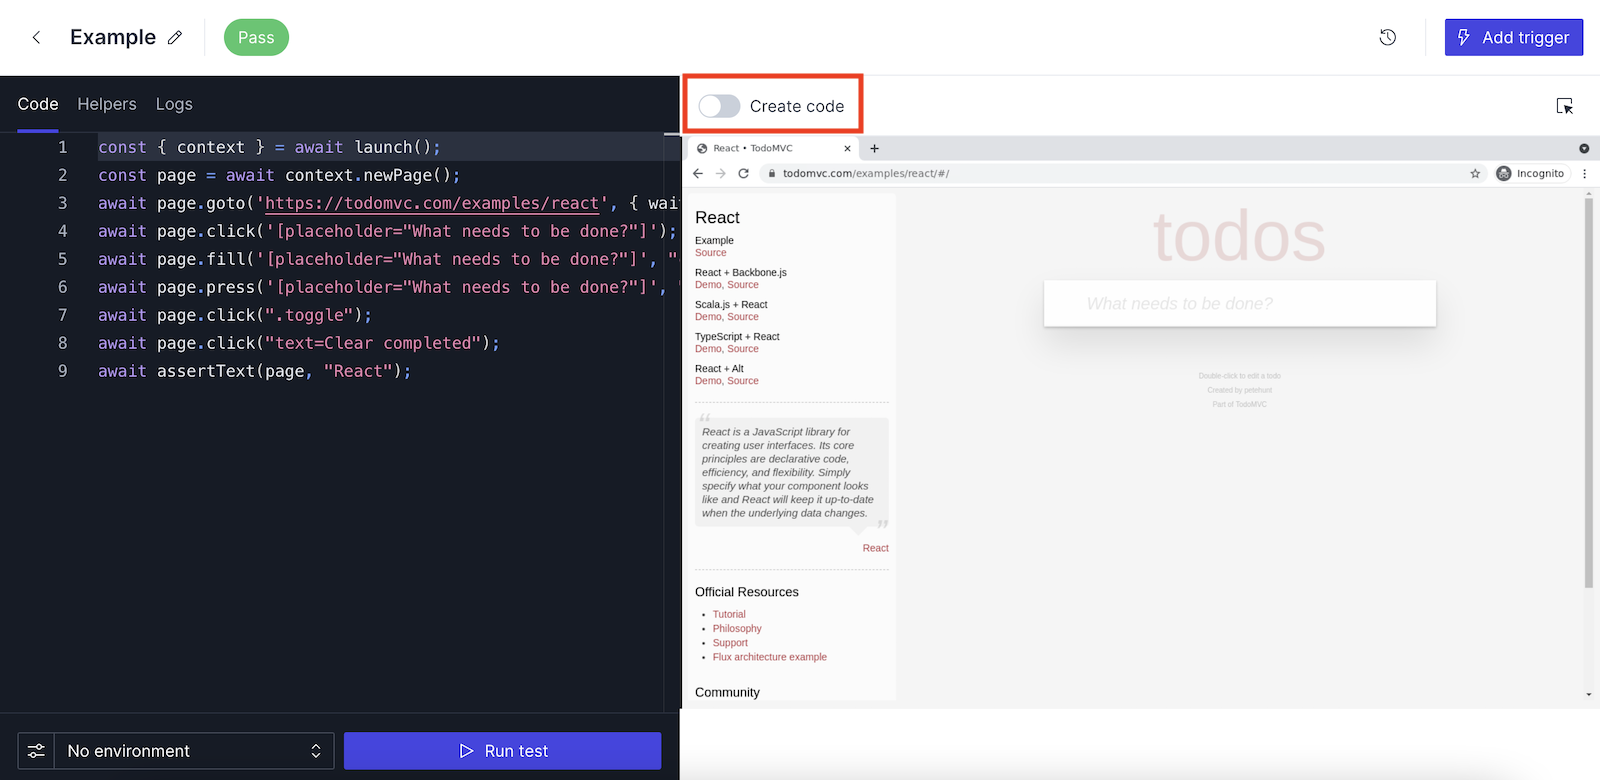 Example
Pass
Add trigger
Code Helpers Logs
1 const { context } = await launch();
2 const page = await context.newPage();
3 await page.goto('https://todomvc.com/examples/react', { wai
4 await page.click('[placeholder="What needs to be done?"]');
5 await page.fill('[placeholder="What needs to be done?"]', "
6 await page.press('[placeholder="What needs to be done?"]',
7 await page.click(".toggle");
8 await page.click("text=Clear completed");
9 await assertText(page, "React");
No environment
Run test
Create code
React • TodoMVC
todomvc.com/examples/react/#/
Incognito
React
Example
Source
React + Backbone.js
Demo, Source
Scala.js + React
Demo, Source
TypeScript + React
Demo, Source
React + Alt
Demo, Source
“
React is a JavaScript library for
creating user interfaces. Its core
principles are declarative code,
efficiency, and flexibility. Simply
specify what your component looks
like and React will keep it up-to-date
when the underlying data changes.
”
React
Official Resources
• Tutorial
• Philosophy
• Support
• Flux architecture example
Community
todos
What needs to be done?
Double-click to edit a todo
Created by petehunt
Part of TodoMVC